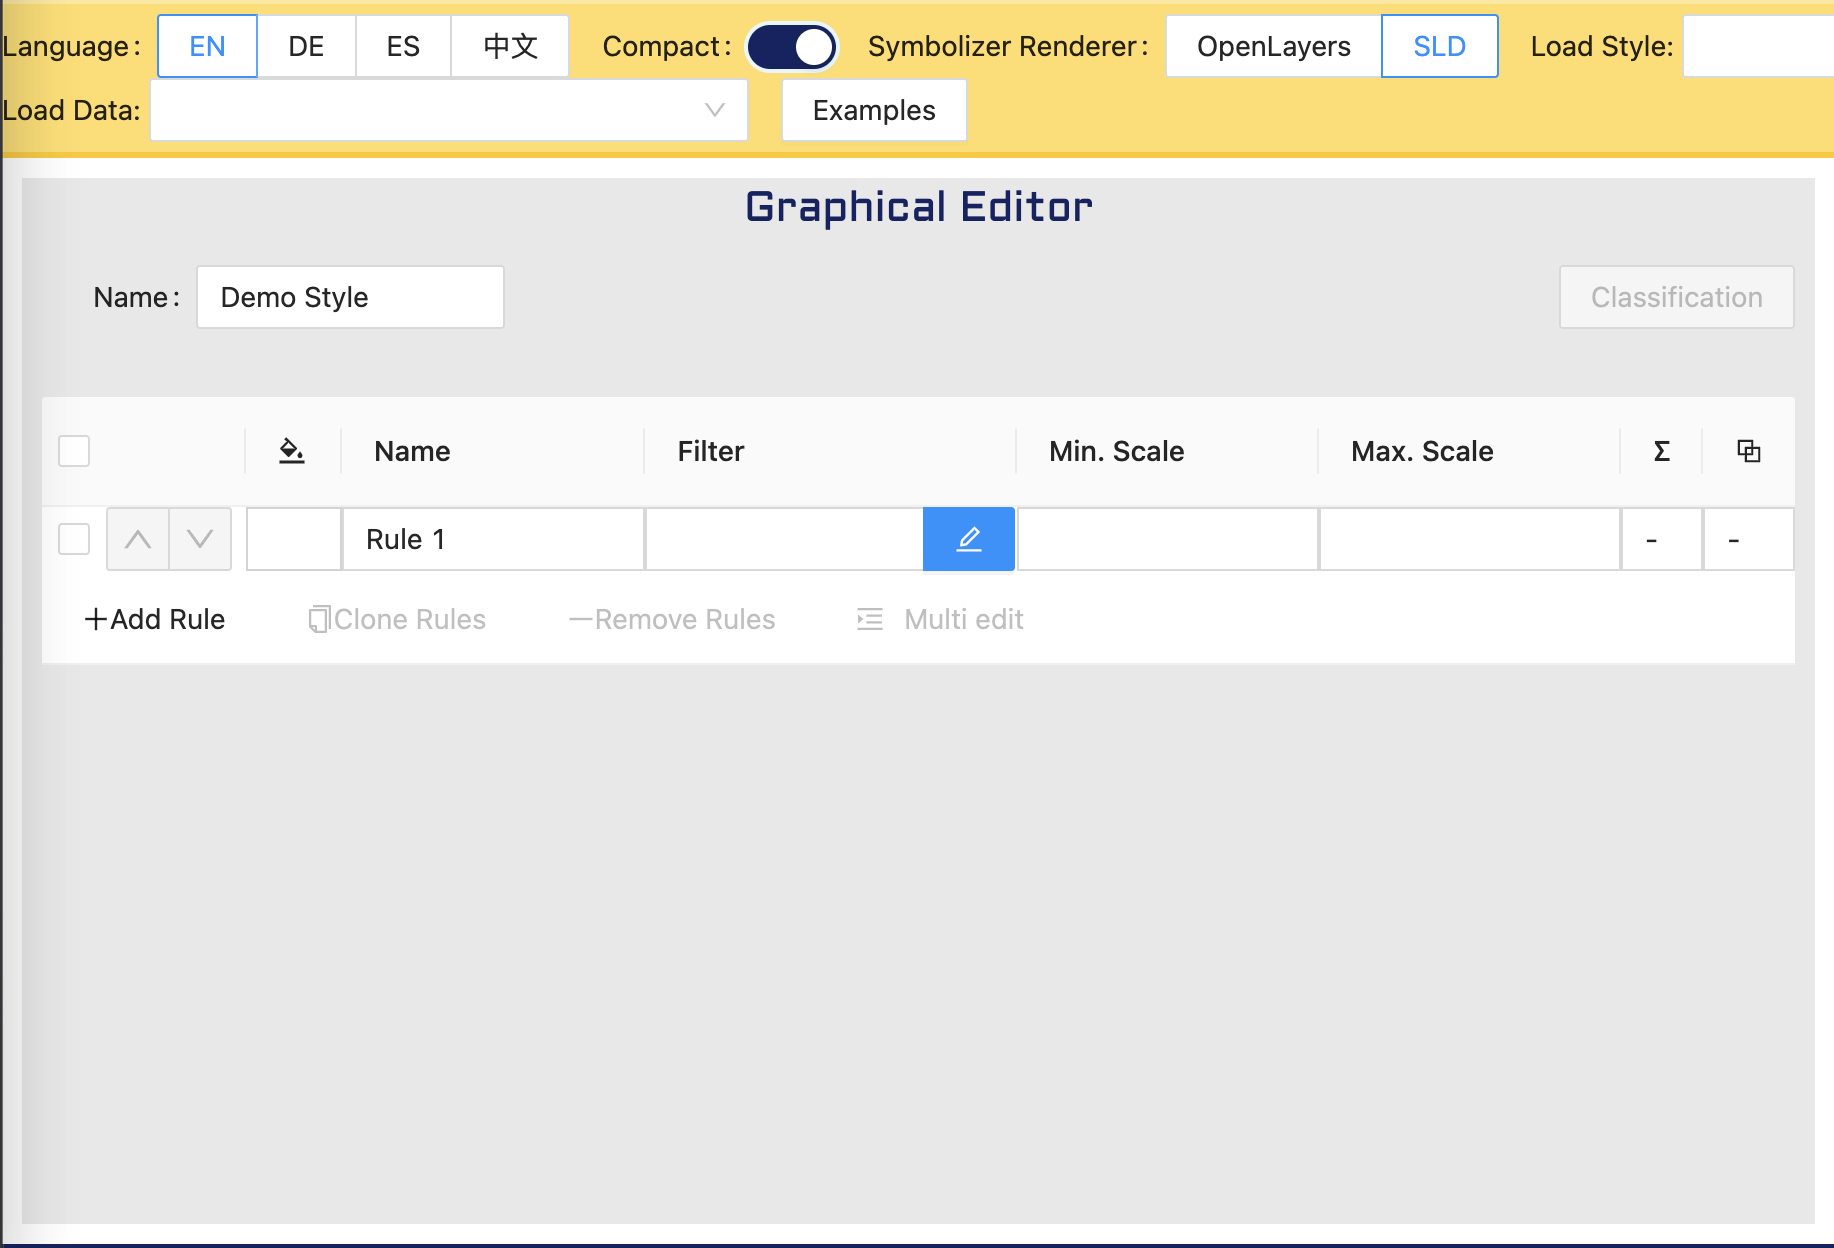 Language: EN DE ES 中文 Compact: Symbolizer Renderer: OpenLayers SLD Load Style:
Load Data: Examples
Graphical Editor
Name: Demo Style Classification
Name Filter Min. Scale Max. Scale Σ
Rule 1 - -
+Add Rule Clone Rules —Remove Rules Multi edit